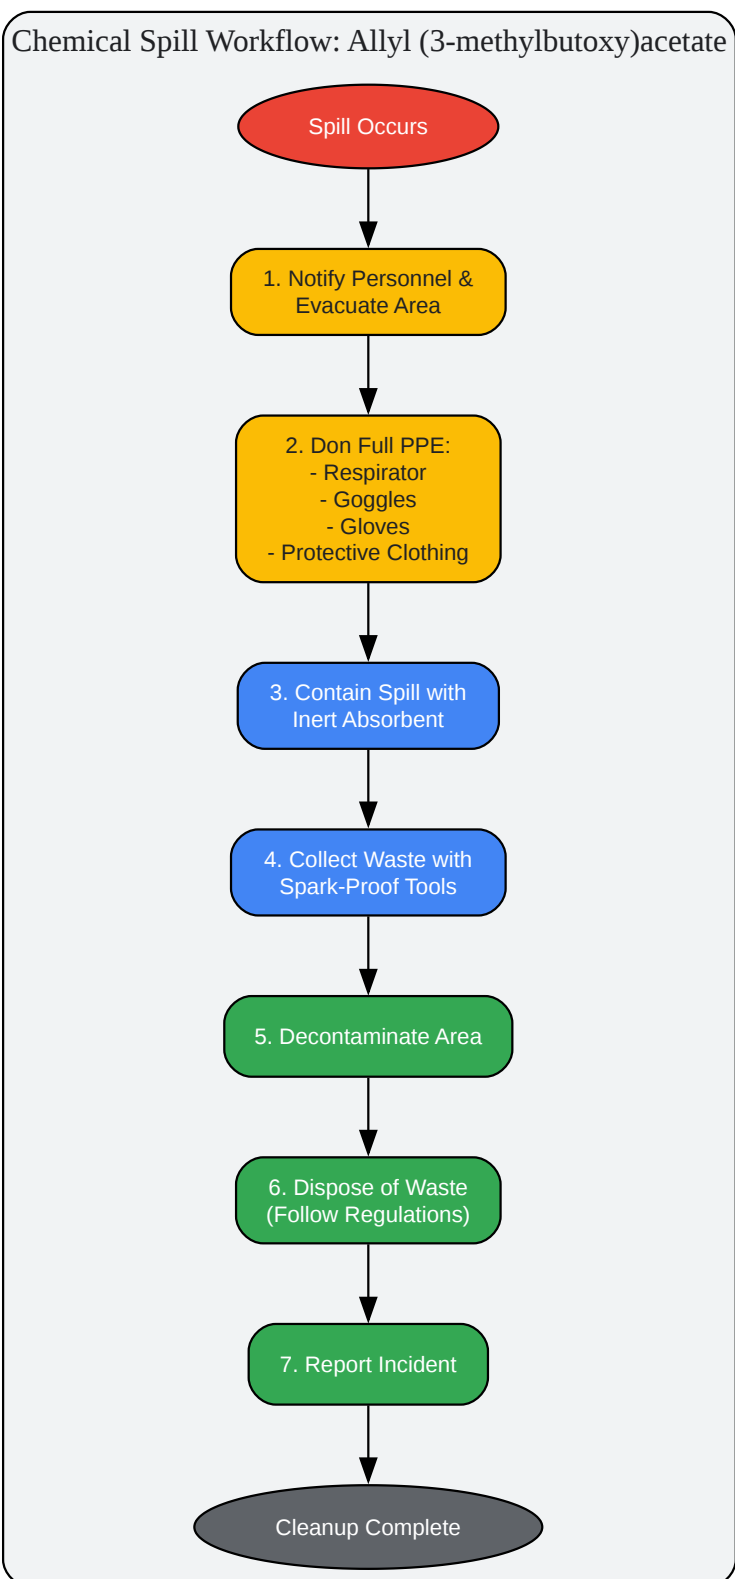 Chemical Spill Workflow: Allyl (3-methylbutoxy)acetate
Spill Occurs
1. Notify Personnel &
Evacuate Area
2. Don Full PPE:
- Respirator
- Goggles
- Gloves
- Protective Clothing
3. Contain Spill with
Inert Absorbent
4. Collect Waste with
Spark-Proof Tools
5. Decontaminate Area
6. Dispose of Waste
(Follow Regulations)
7. Report Incident
Cleanup Complete